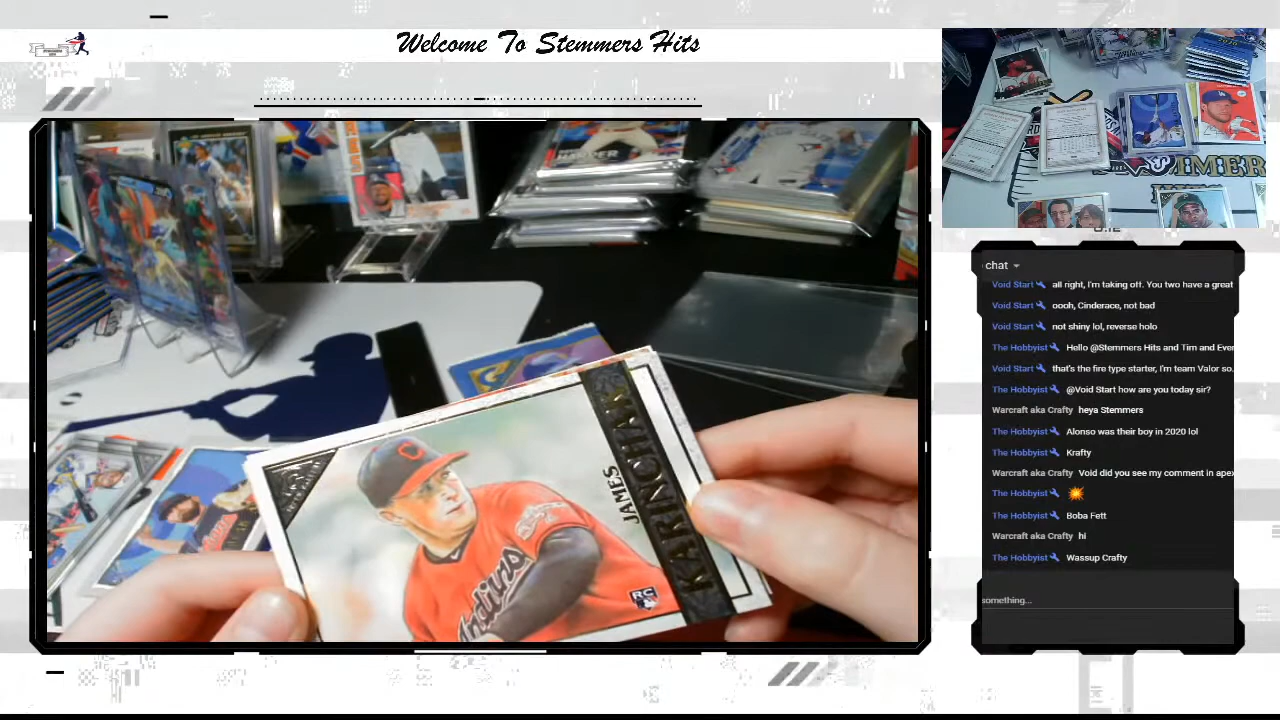 Welcome To Stemmers Hits
HARPER
JAMES
KARINCHAK
Indians
RC
chat
Void Start all right, I'm taking off. You two have a great
Void Start oooh, Cinderace, not bad
Void Start not shiny lol, reverse holo
The Hobbyist Hello @Stemmers Hits and Tim and Ever
Void Start that's the fire type starter, I'm team Valor so.
The Hobbyist @Void Start how are you today sir?
Warcraft aka Crafty heya Stemmers
The Hobbyist Alonso was their boy in 2020 lol
The Hobbyist Krafty
Warcraft aka Crafty Void did you see my comment in apex
The Hobbyist 💥
The Hobbyist Boba Fett
Warcraft aka Crafty hi
The Hobbyist Wassup Crafty
something...